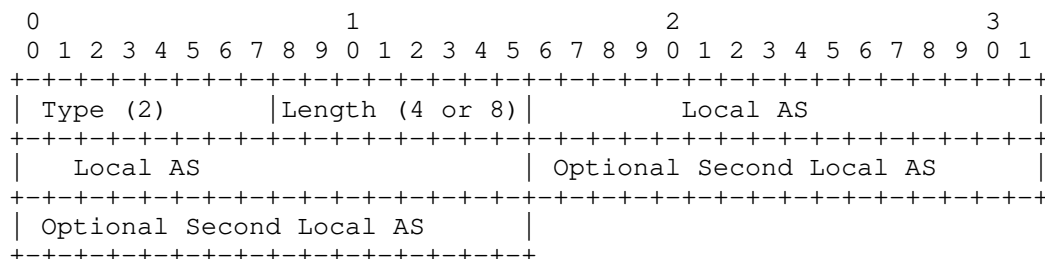 0                   1                   2                   3
0 1 2 3 4 5 6 7 8 9 0 1 2 3 4 5 6 7 8 9 0 1 2 3 4 5 6 7 8 9 0 1
+-+-+-+-+-+-+-+-+-+-+-+-+-+-+-+-+-+-+-+-+-+-+-+-+-+-+-+-+-+-+-+-+
| Type (2)      |Length (4 or 8)|         Local AS              |
+-+-+-+-+-+-+-+-+-+-+-+-+-+-+-+-+-+-+-+-+-+-+-+-+-+-+-+-+-+-+-+-+
|   Local AS                    | Optional Second Local AS      |
+-+-+-+-+-+-+-+-+-+-+-+-+-+-+-+-+-+-+-+-+-+-+-+-+-+-+-+-+-+-+-+-+
| Optional Second Local AS      |
+-+-+-+-+-+-+-+-+-+-+-+-+-+-+-+-+